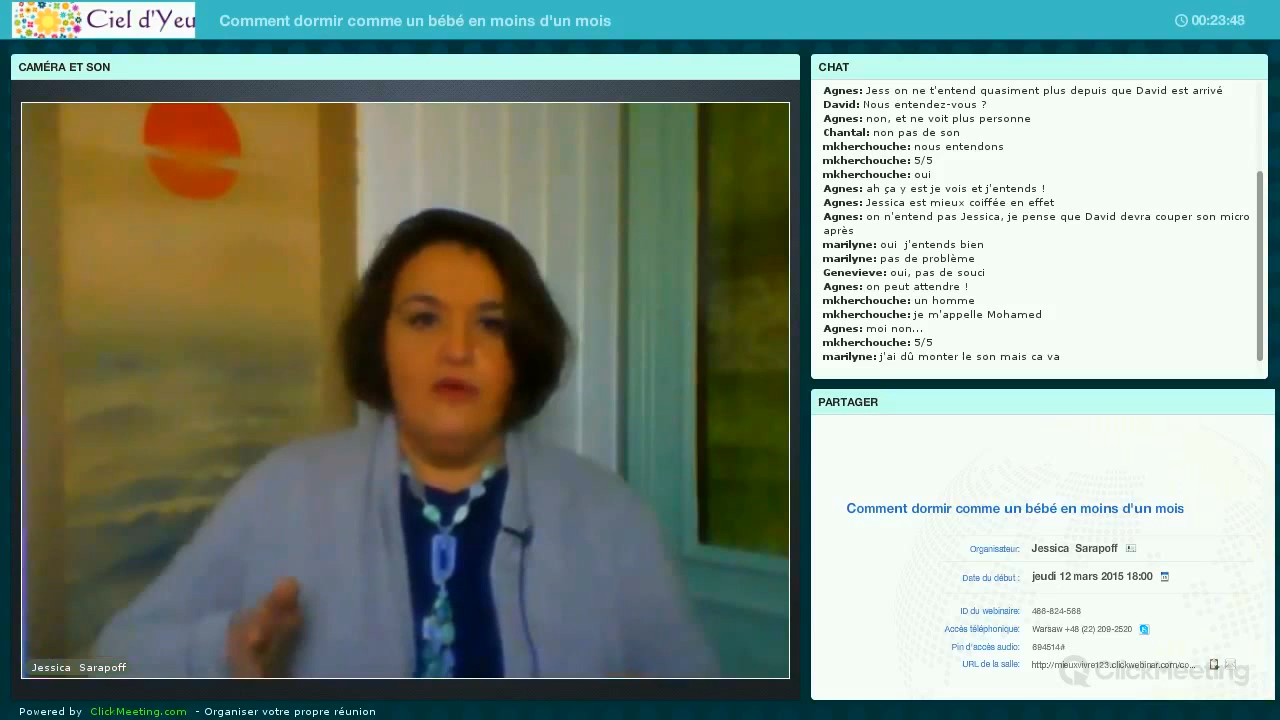 Ciel d'Yeu
Comment dormir comme un bébé en moins d'un mois
00:23:45
CAMÉRA ET SON
Jessica Sarapoff
CHAT
Agnes: Jess on ne t'entend quasiment plus depuis que David est arrivé
David: Nous entendez-vous ?
Agnes: non, et ne voit plus personne
Chantal: non pas de son
mkherchouche: nous entendons
mkherchouche: 5/5
mkherchouche: oui
Agnes: ah ça y est je vois et j'entends !
Agnes: Jessica est mieux coiffée en effet
Agnes: on n'entend pas Jessica, je pense que David devra couper son micro
après
marilyne: oui j'entends bien
marilyne: pas de problème
Genevieve: oui, pas de souci
Agnes: on peut attendre !
mkherchouche: un homme
mkherchouche: je m'appelle Mohamed
Agnes: moi non...
mkherchouche: 5/5
marilyne: j'ai dû monter le son mais ca va
PARTAGER
Comment dormir comme un bébé en moins d'un mois
Organisateur: Jessica Sarapoff
Date du début : jeudi 12 mars 2015 18:00
ID du webinaire: 466-824-568
Accès téléphonique: Warsaw +48 (22) 209-2520
Pin d'accès audio: 694514#
URL de la salle: http://mieuxvivre123.clickwebinar.com/co...
ClickMeeting
Powered by ClickMeeting.com - Organiser votre propre réunion